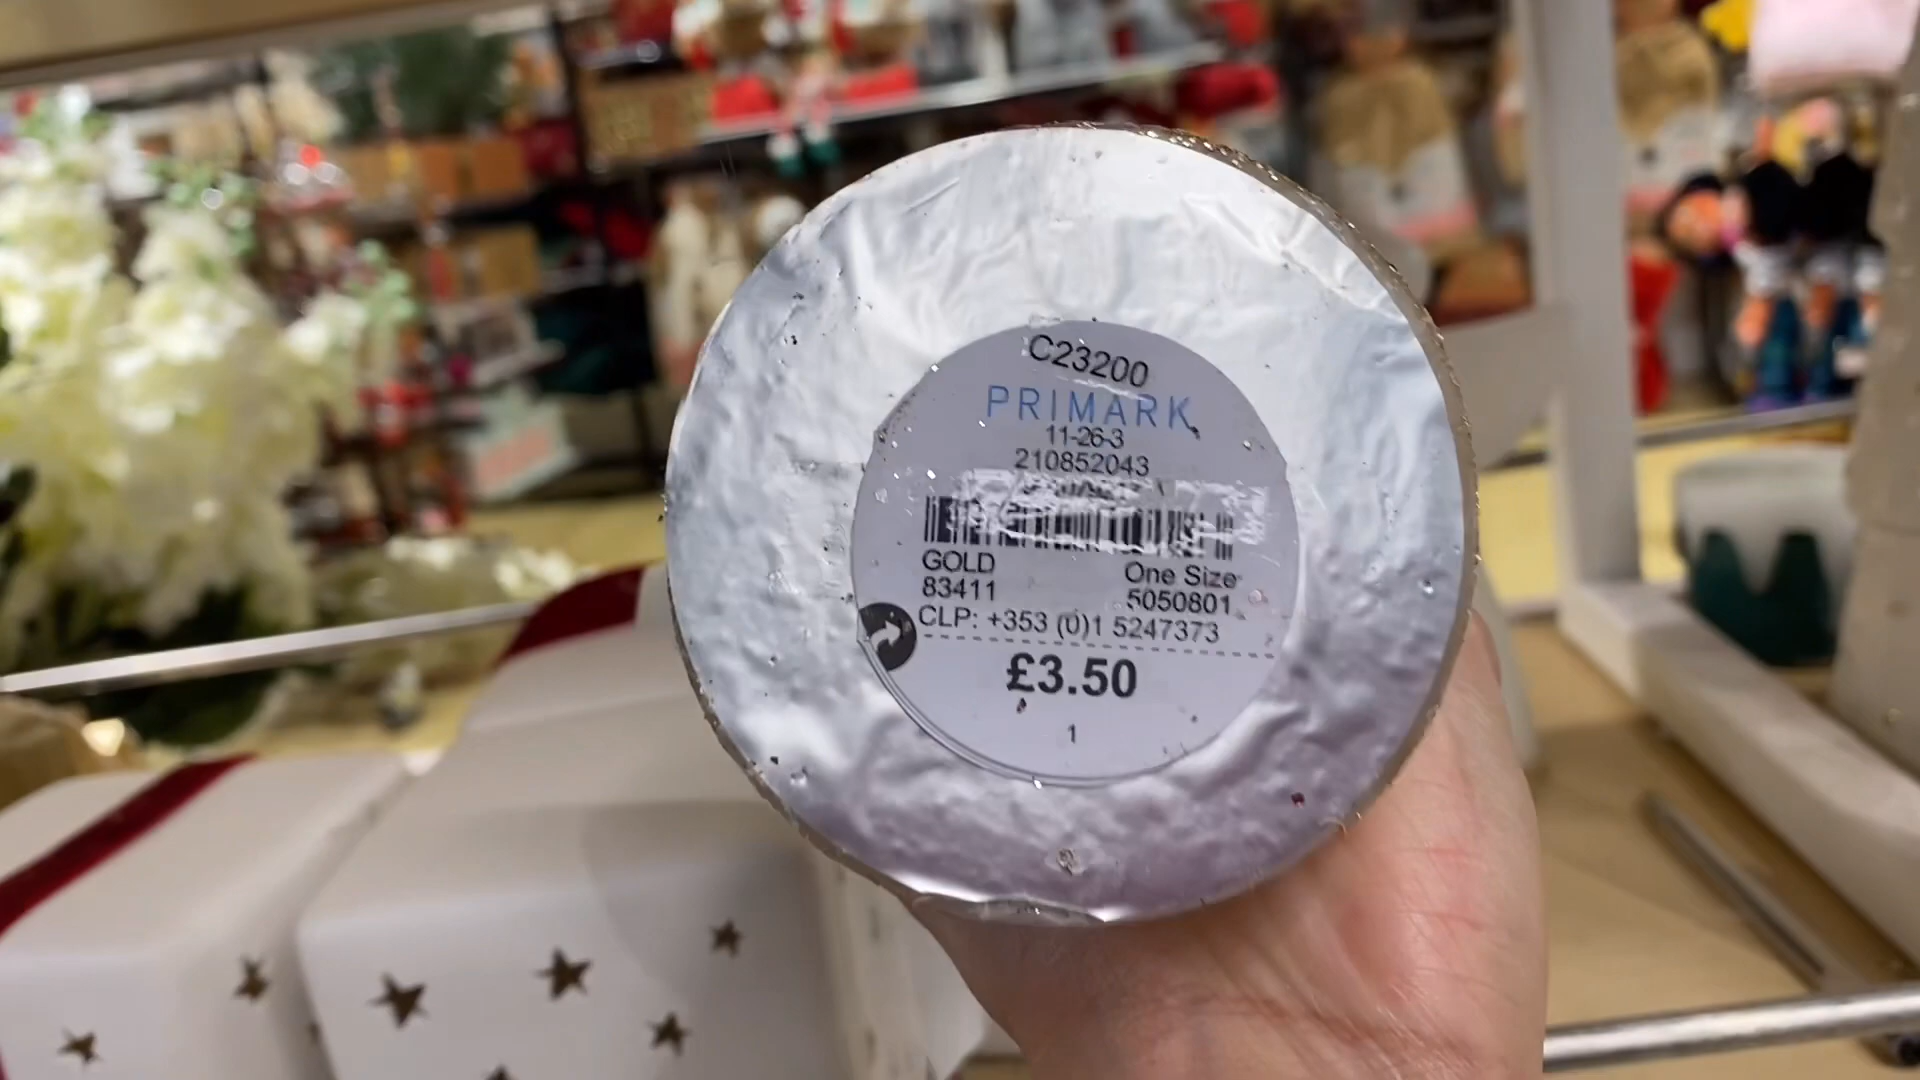 C23200
PRIMARK
11-26-3
210852043
GOLD One Size
83411 5050801
CLP: +353 (0)1 5247373
£3.50
1